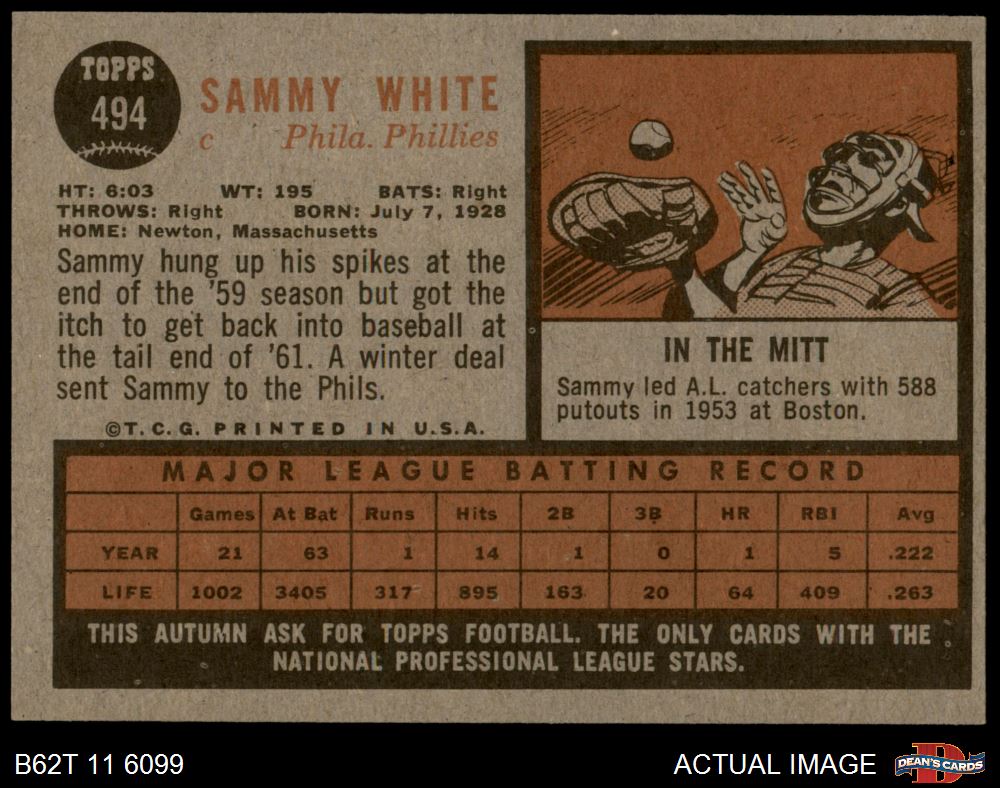 TOPPS
494
SAMMY WHITE
c Phila. Phillies
HT: 6:03 WT: 195 BATS: Right
THROWS: Right BORN: July 7, 1928
HOME: Newton, Massachusetts
Sammy hung up his spikes at the
end of the '59 season but got the
itch to get back into baseball at
the tail end of '61. A winter deal
sent Sammy to the Phils.
©T.C.G. PRINTED IN U.S.A.
IN THE MITT
Sammy led A.L. catchers with 588
putouts in 1953 at Boston.
MAJOR LEAGUE BATTING RECORD
Games At Bat Runs Hits 2B 3B HR RBI Avg
YEAR 21 63 1 14 1 0 1 5 .222
LIFE 1002 3405 317 895 163 20 64 409 .263
THIS AUTUMN ASK FOR TOPPS FOOTBALL. THE ONLY CARDS WITH THE
NATIONAL PROFESSIONAL LEAGUE STARS.
B62T 11 6099 ACTUAL IMAGE
D
DEAN'S CARDS